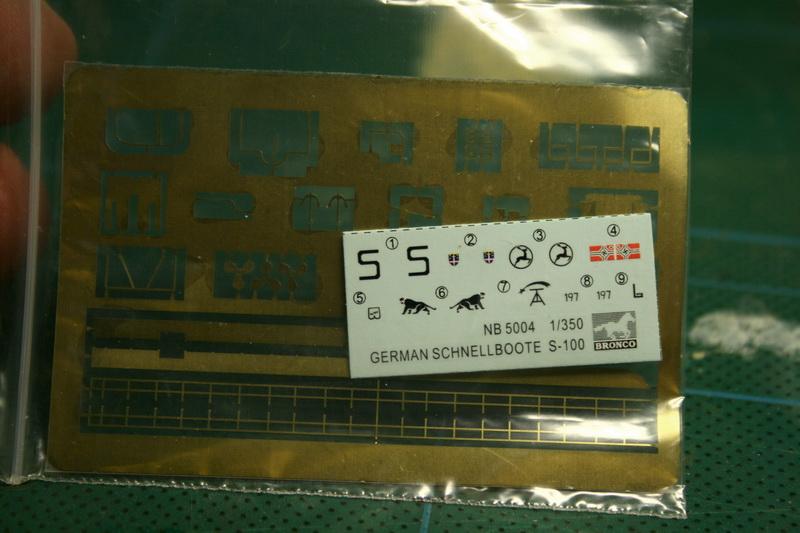 ① ② ③ ④
S S
⑤ ⑥ ⑦ ⑧ ⑨
197 197 L
NB 5004 1/350
GERMAN SCHNELLBOOTE S-100
BRONCO